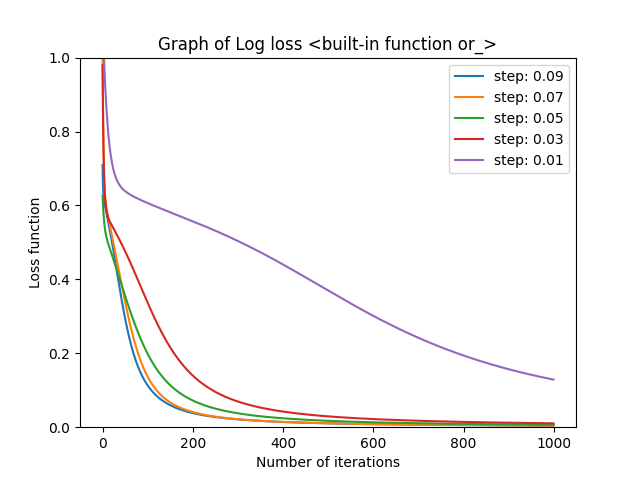 Graph of Log loss <built-in function or_>
step: 0.09
step: 0.07
step: 0.05
step: 0.03
step: 0.01
Loss function
1.0
0.8
0.6
0.4
0.2
0.0
0 200 400 600 800 1000
Number of iterations